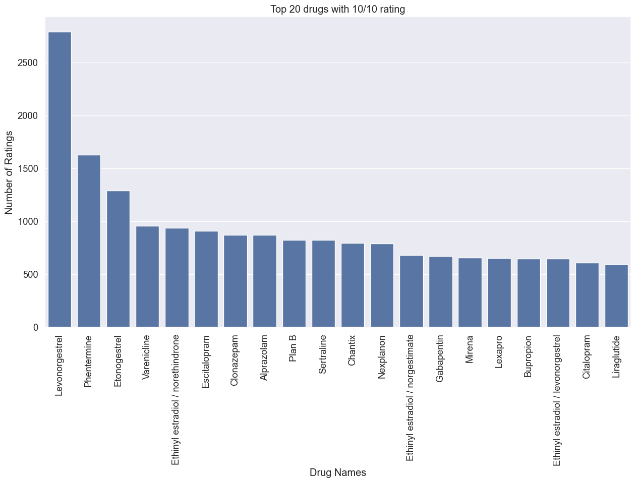 Top 20 drugs with 10/10 rating
Number of Ratings
2500
2000
1500
1000
500
0
Levonorgestrel
Phentermine
Etonogestrel
Varenicline
Ethinyl estradiol / norethindrone
Escitalopram
Clonazepam
Alprazolam
Plan B
Sertraline
Chantix
Nexplanon
Ethinyl estradiol / norgestimate
Gabapentin
Mirena
Lexapro
Bupropion
Ethinyl estradiol / levonorgestrel
Citalopram
Liraglutide
Drug Names